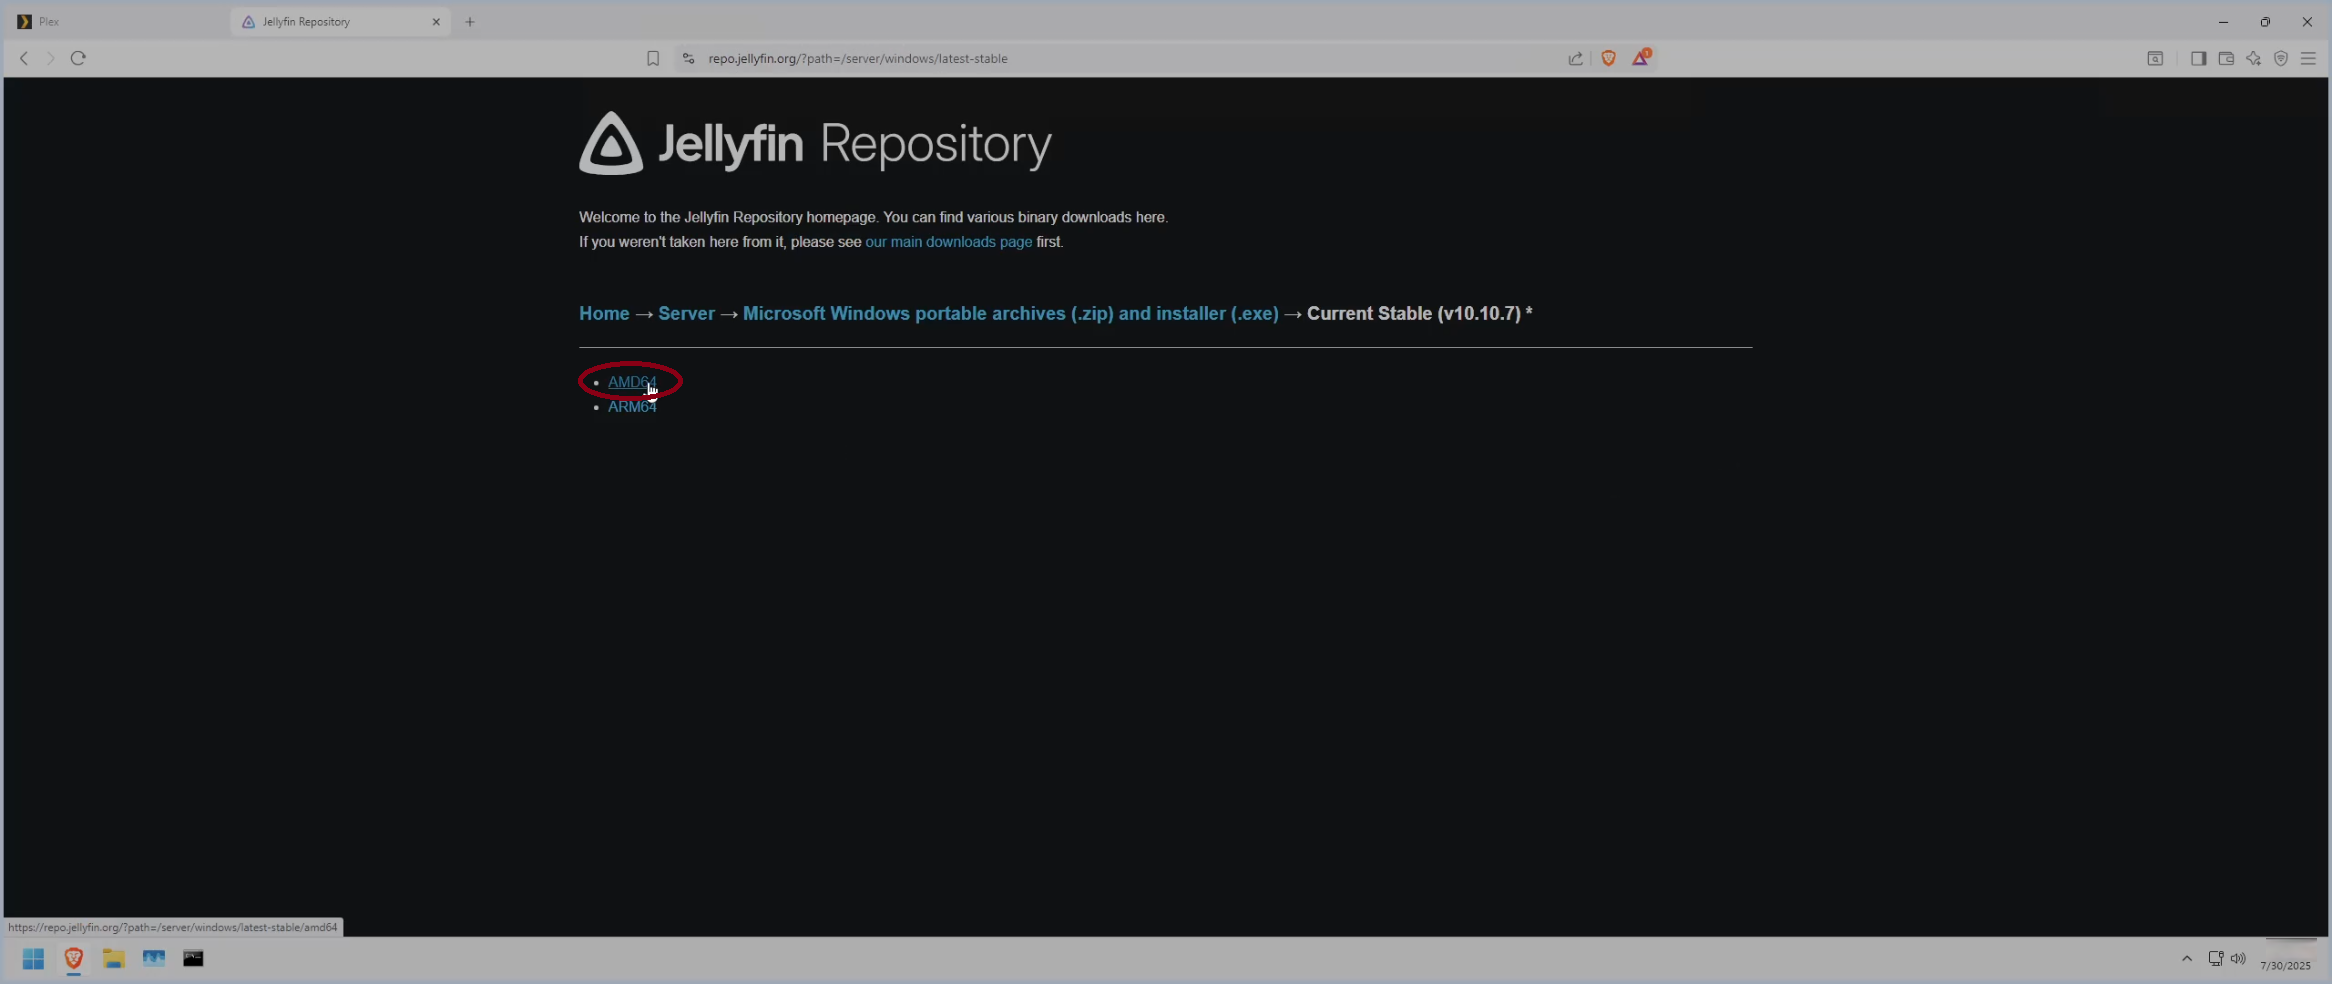 Plex
Jellyfin Repository
repo.jellyfin.org/?path=/server/windows/latest-stable
1
Jellyfin Repository
Welcome to the Jellyfin Repository homepage. You can find various binary downloads here.
If you weren't taken here from it, please see our main downloads page first.
Home → Server → Microsoft Windows portable archives (.zip) and installer (.exe) → Current Stable (v10.10.7) *
• AMD64
• ARM64
https://repo.jellyfin.org/?path=/server/windows/latest-stable/amd64
7/30/2025